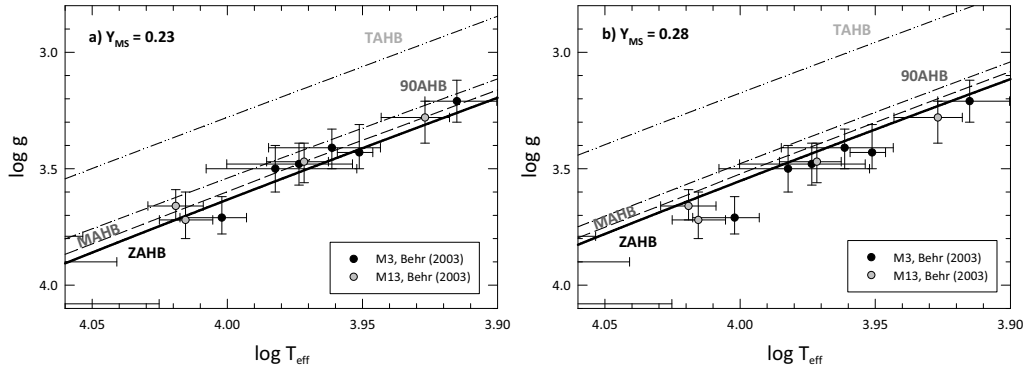 a) Y_MS = 0.23
TAHB
90AHB
MAHB
ZAHB
M3, Behr (2003)
M13, Behr (2003)
log g
3.0
3.5
4.0
4.05
4.00
3.95
3.90
log T_eff
b) Y_MS = 0.28
TAHB
90AHB
MAHB
ZAHB
M3, Behr (2003)
M13, Behr (2003)
log g
3.0
3.5
4.0
4.05
4.00
3.95
3.90
log T_eff